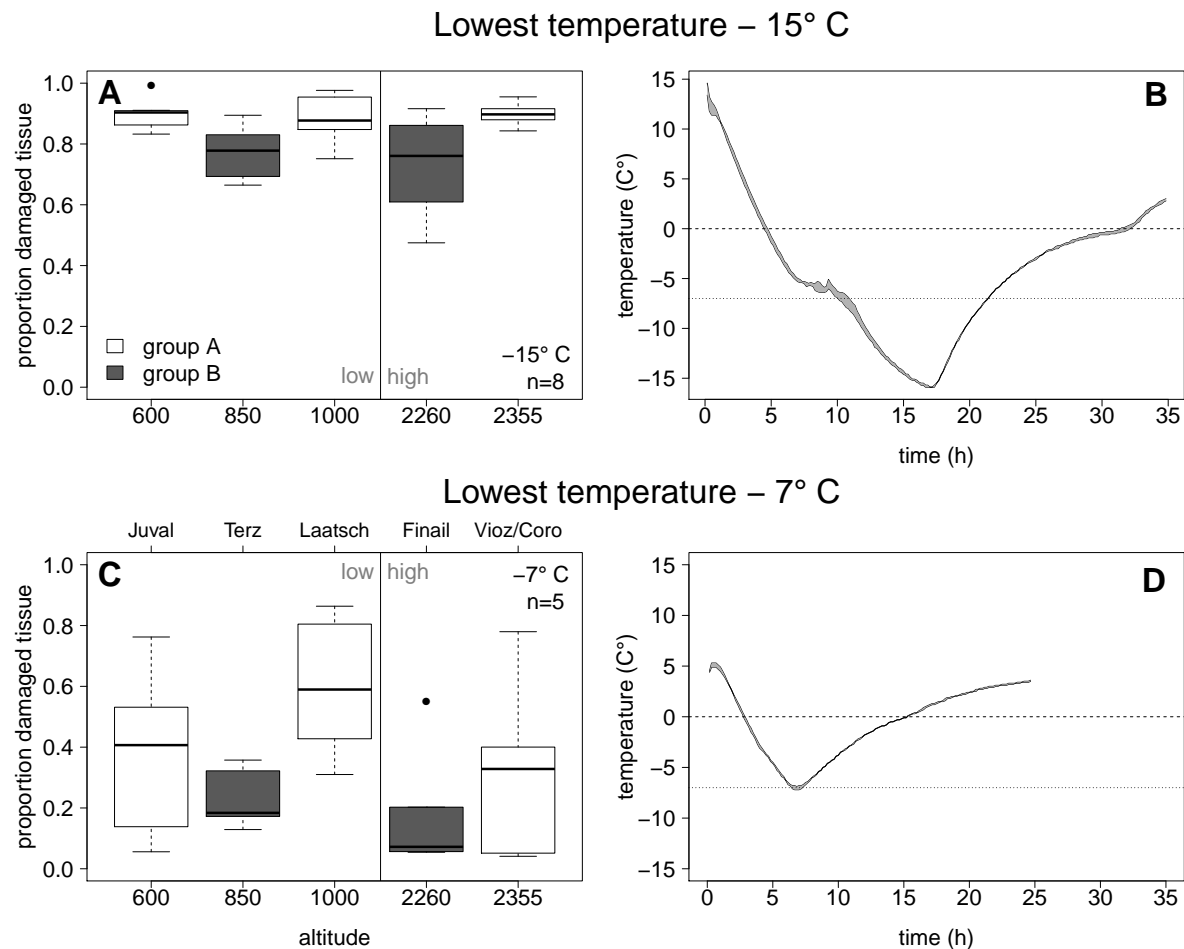 Lowest temperature – 15° C
A
proportion damaged tissue
1.0
0.8
0.6
0.4
0.2
0.0
group A
group B
low high
−15° C
n=8
600 850 1000 2260 2355
B
temperature (C°)
15
10
5
0
−5
−10
−15
0 5 10 15 20 25 30 35
time (h)
Lowest temperature – 7° C
Juval Terz Laatsch Finail Vioz/Coro
C
proportion damaged tissue
1.0
0.8
0.6
0.4
0.2
0.0
low high
−7° C
n=5
600 850 1000 2260 2355
altitude
D
temperature (C°)
15
10
5
0
−5
−10
−15
0 5 10 15 20 25 30 35
time (h)